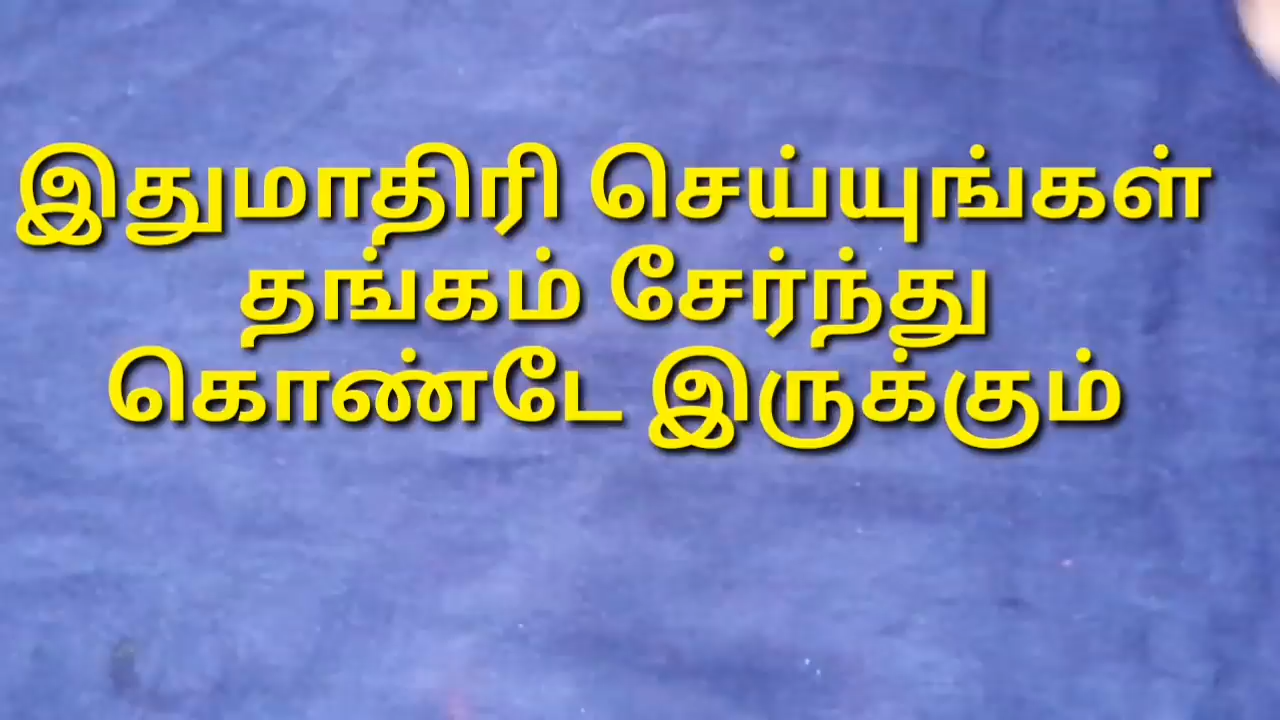 இதுமாதிரி செய்யுங்கள்
தங்கம் சேர்ந்து
கொண்டே இருக்கும்